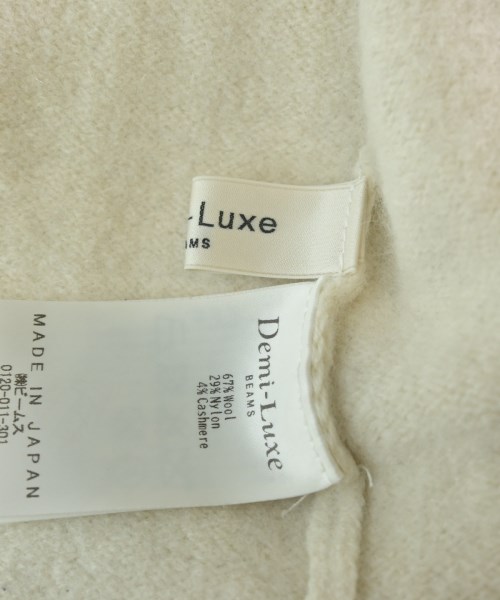 Luxe
AMS
Demi-Luxe
BEAMS
67% Wool
29% Nylon
4% Cashmere
MADE IN JAPAN
㈱ビームス
0120-011-301